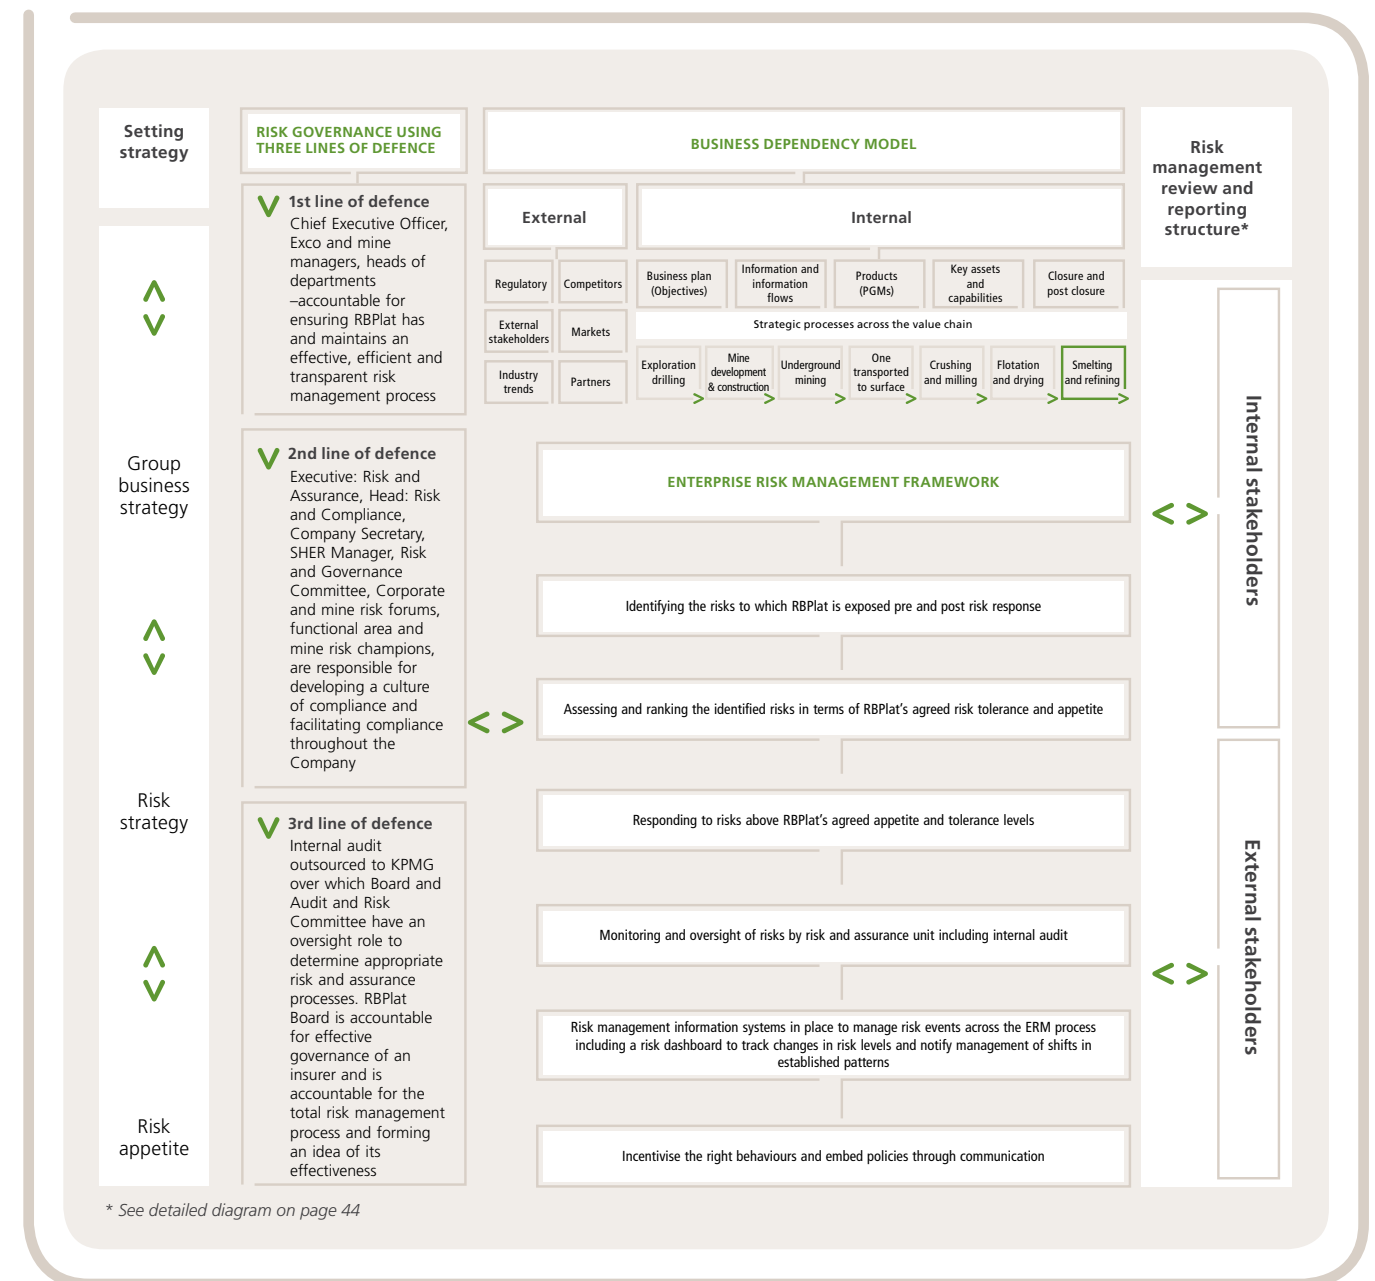 Setting
strategy
Group
business
strategy
Risk
strategy
Risk
appetite
RISK GOVERNANCE USING
THREE LINES OF DEFENCE
1st line of defence
Chief Executive Officer,
Exco and mine
managers, heads of
departments
–accountable for
ensuring RBPlat has
and maintains an
effective, efficient and
transparent risk
management process
2nd line of defence
Executive: Risk and
Assurance, Head: Risk
and Compliance,
Company Secretary,
SHER Manager, Risk
and Governance
Committee, Corporate
and mine risk forums,
functional area and
mine risk champions,
are responsible for
developing a culture
of compliance and
facilitating compliance
throughout the
Company
3rd line of defence
Internal audit
outsourced to KPMG
over which Board and
Audit and Risk
Committee have an
oversight role to
determine appropriate
risk and assurance
processes. RBPlat
Board is accountable
for effective
governance of an
insurer and is
accountable for the
total risk management
process and forming
an idea of its
effectiveness
BUSINESS DEPENDENCY MODEL
External
Regulatory
Competitors
External
stakeholders
Markets
Industry
trends
Partners
Internal
Business plan
(Objectives)
Information and
information
flows
Products
(PGMs)
Key assets
and
capabilities
Closure and
post closure
Strategic processes across the value chain
Exploration
drilling
Mine
development
& construction
Underground
mining
One
transported
to surface
Crushing
and milling
Flotation
and drying
Smelting
and refining
ENTERPRISE RISK MANAGEMENT FRAMEWORK
Identifying the risks to which RBPlat is exposed pre and post risk response
Assessing and ranking the identified risks in terms of RBPlat's agreed risk tolerance and appetite
Responding to risks above RBPlat's agreed appetite and tolerance levels
Monitoring and oversight of risks by risk and assurance unit including internal audit
Risk management information systems in place to manage risk events across the ERM process
including a risk dashboard to track changes in risk levels and notify management of shifts in
established patterns
Incentivise the right behaviours and embed policies through communication
Risk
management
review and
reporting
structure*
Internal stakeholders
External stakeholders
* See detailed diagram on page 44